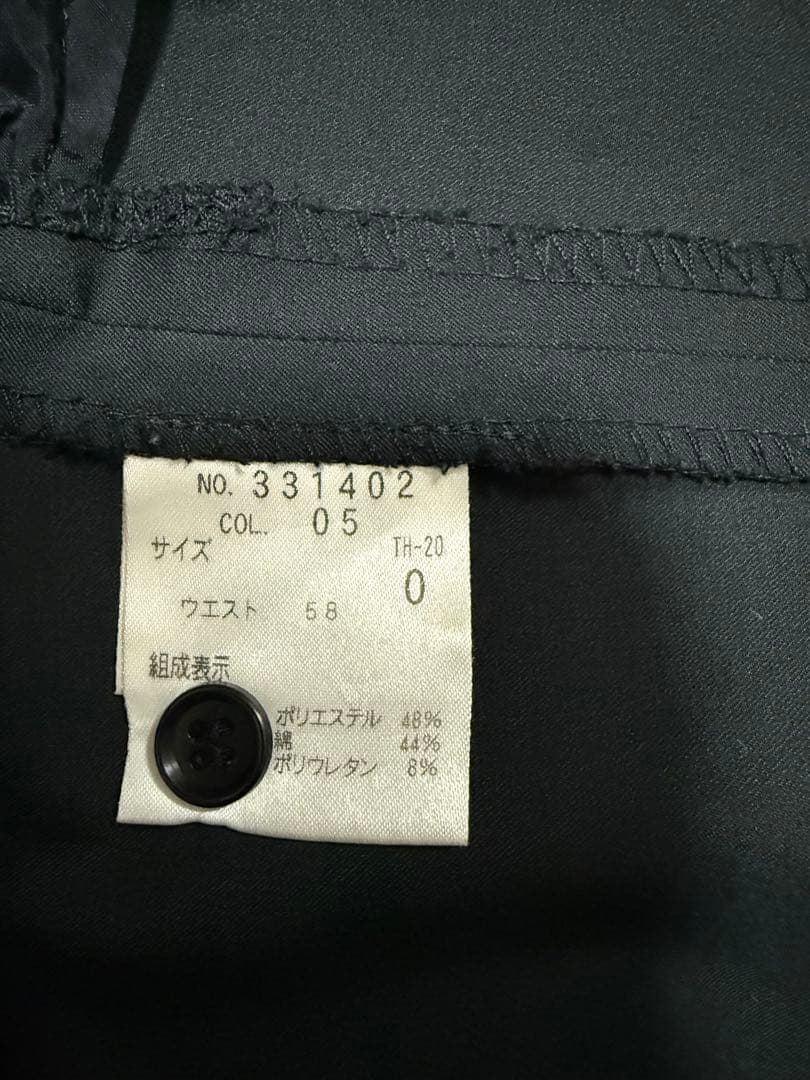 NO. 331402
COL. 05
サイズ TH-20
0
ウエスト 58
組成表示
ポリエステル 48%
綿 44%
ポリウレタン 8%